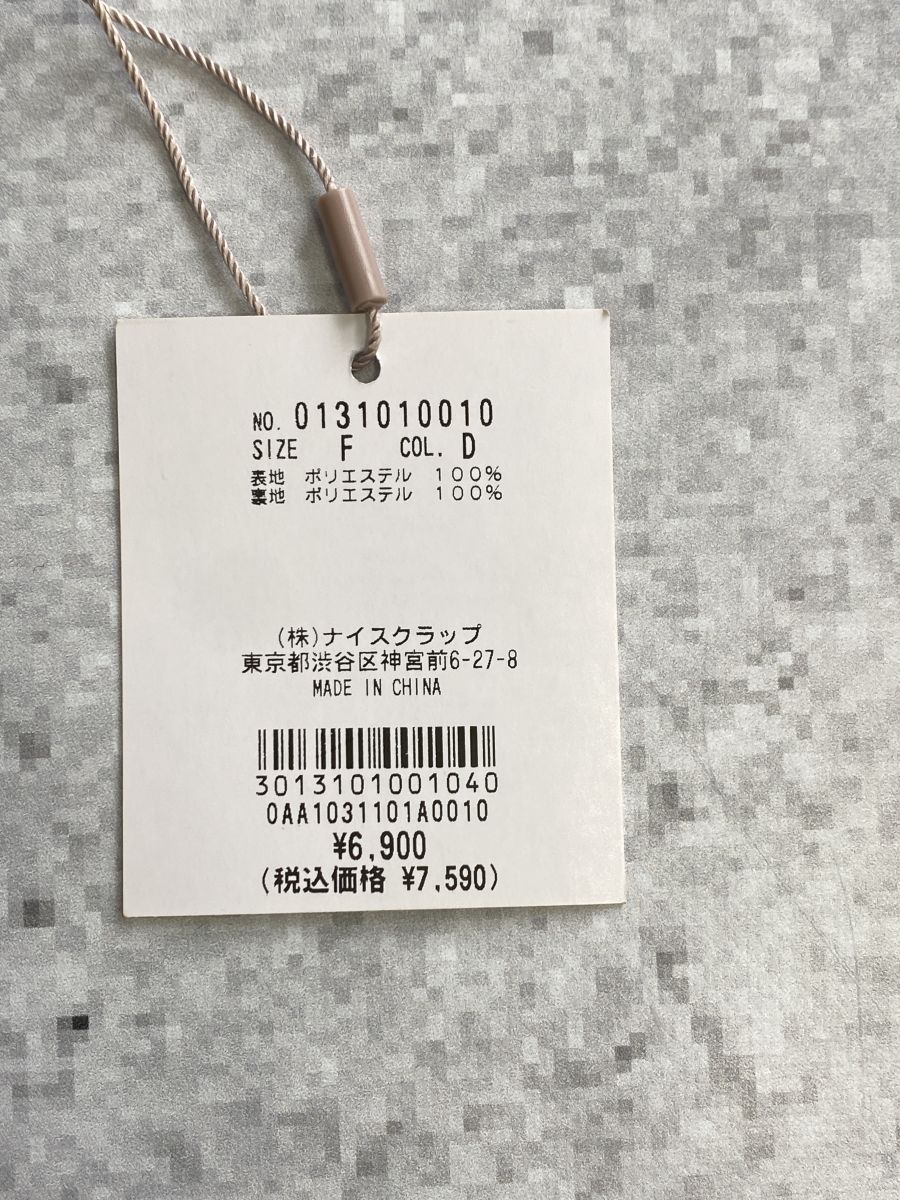 NO. 0131010010
SIZE F COL. D
表地 ポリエステル 100%
裏地 ポリエステル 100%
(株)ナイスクラップ
東京都渋谷区神宮前6-27-8
MADE IN CHINA
3013101001040
0AA1031101A0010
¥6,900
(税込価格 ¥7,590)